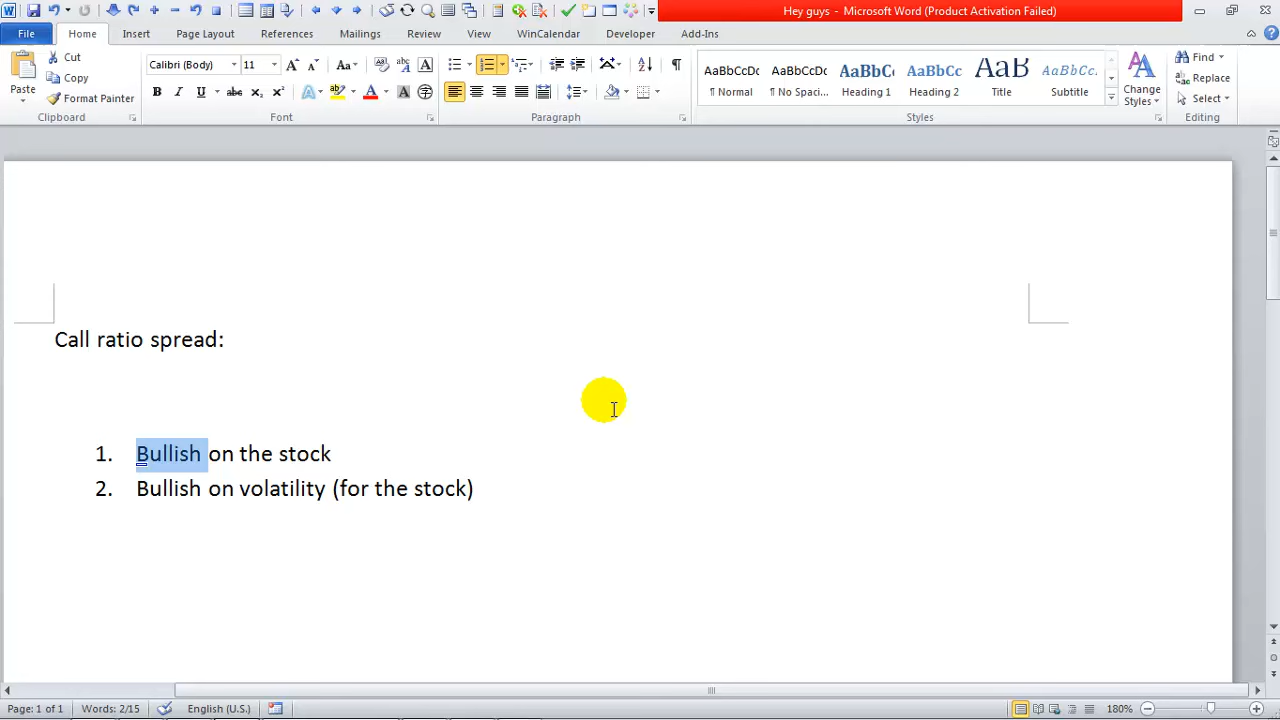 Hey guys - Microsoft Word (Product Activation Failed)
File Home Insert Page Layout References Mailings Review View WinCalendar Developer Add-Ins
Paste
Cut
Copy
Format Painter
Clipboard
Calibri (Body) 11
Font
Paragraph
AaBbCcDc AaBbCcDc AaBbC AaBbCc AaB AaBbCc.
¶ Normal ¶ No Spaci... Heading 1 Heading 2 Title Subtitle
Change Styles
Styles
Find
Replace
Select
Editing
Call ratio spread:
1. Bullish on the stock
2. Bullish on volatility (for the stock)
Page: 1 of 1 Words: 2/15 English (U.S.) 180%